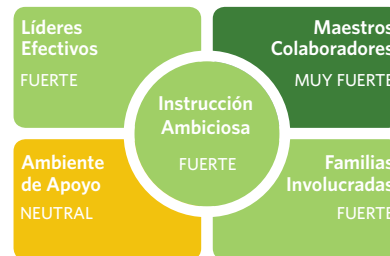 Líderes
Efectivos
FUERTE
Maestros
Colaboradores
MUY FUERTE
Instrucción
Ambiciosa
FUERTE
Ambiente
de Apoyo
NEUTRAL
Familias
Involucradas
FUERTE